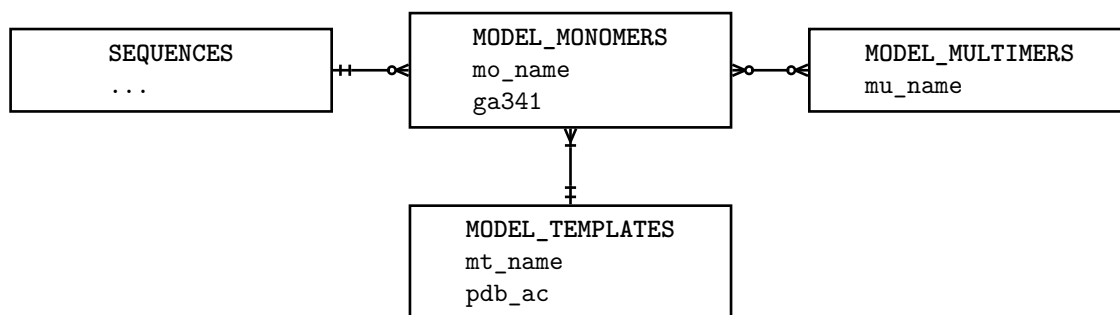 SEQUENCES
...
MODEL_MONOMERS
mo_name
ga341
MODEL_MULTIMERS
mu_name
MODEL_TEMPLATES
mt_name
pdb_ac